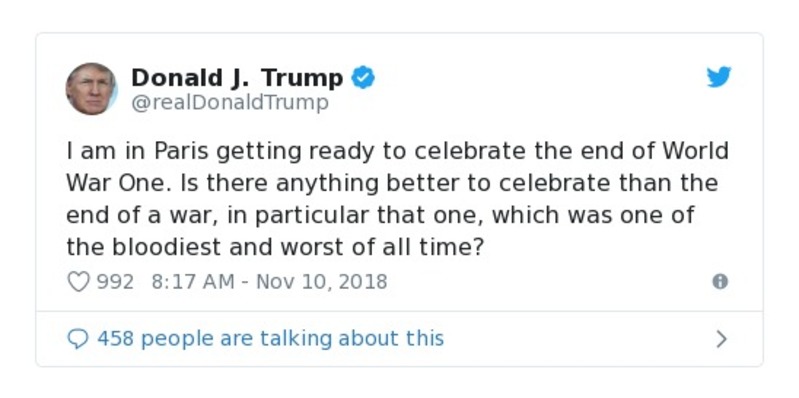 Donald J. Trump
@realDonaldTrump
I am in Paris getting ready to celebrate the end of World
War One. Is there anything better to celebrate than the
end of a war, in particular that one, which was one of
the bloodiest and worst of all time?
992 8:17 AM - Nov 10, 2018
458 people are talking about this